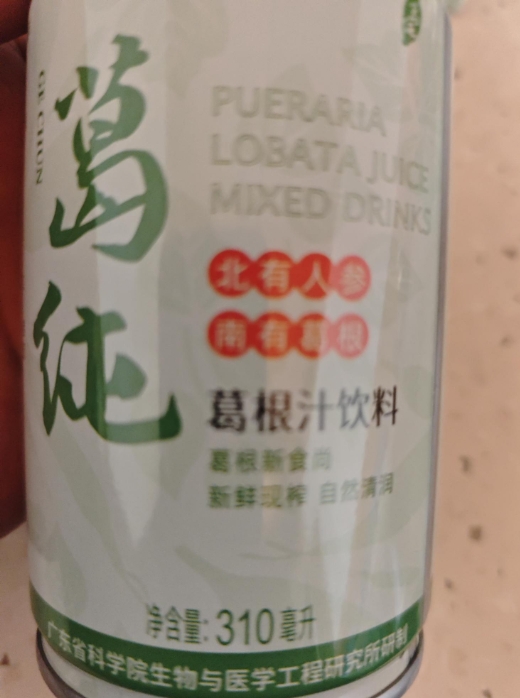 葛纯
GE CHUN
PUERARIA
LOBATA JUICE
MIXED DRINKS
北有人参
南有葛根
葛根汁饮料
葛根新食尚
新鲜现榨 自然清润
净含量: 310毫升
广东省科学院生物与医学工程研究所研制